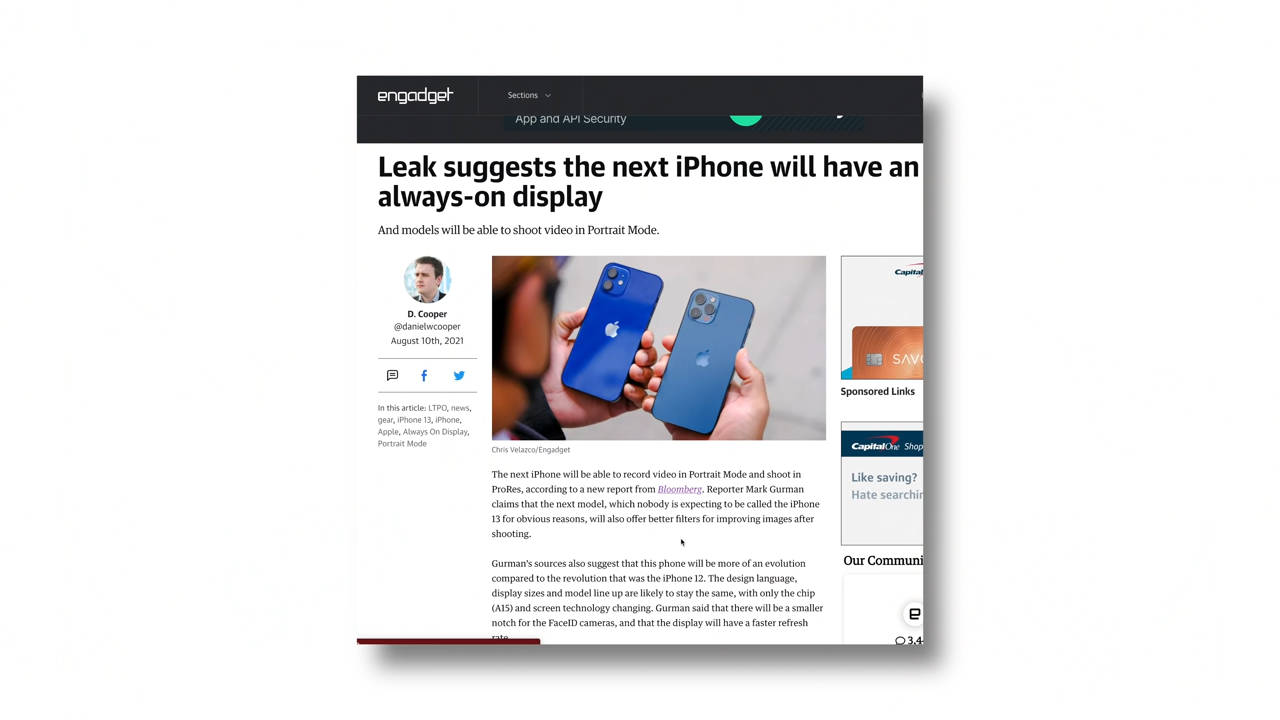 engadget
Sections
App and API Security
Leak suggests the next iPhone will have an
always-on display
And models will be able to shoot video in Portrait Mode.
D. Cooper
@danielwcooper
August 10th, 2021
In this article: LTPO, news,
gear, iPhone 13, iPhone,
Apple, Always On Display,
Portrait Mode
Chris Velazco/Engadget
The next iPhone will be able to record video in Portrait Mode and shoot in
ProRes, according to a new report from Bloomberg. Reporter Mark Gurman
claims that the next model, which nobody is expecting to be called the iPhone
13 for obvious reasons, will also offer better filters for improving images after
shooting.
Gurman's sources also suggest that this phone will be more of an evolution
compared to the revolution that was the iPhone 12. The design language,
display sizes and model line up are likely to stay the same, with only the chip
(A15) and screen technology changing. Gurman said that there will be a smaller
notch for the FaceID cameras, and that the display will have a faster refresh
rate.
Capital
SAVO
Sponsored Links
CapitalOne Shop
Like saving?
Hate searchin
Our Communi
3.4